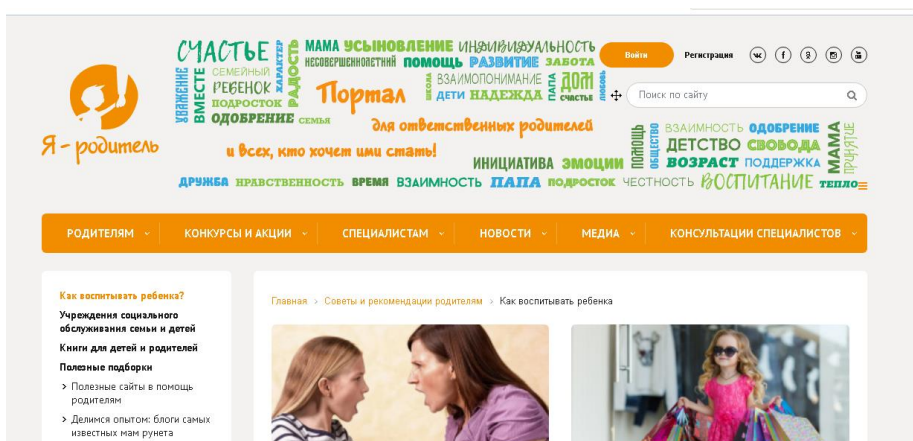 СЧАСТЬЕ
СЕМЕЙНЫЙ
РЕБЕНОК
ПОДРОСТОК
ОДОБРЕНИЕ СЕМЬЯ
УВАЖЕНИЕ
ВМЕСТЕ
ХАРАКТЕР
РАДОСТЬ
МАМА УСЫНОВЛЕНИЕ ИНДИВИДУАЛЬНОСТЬ
НЕСОВЕРШЕННОЛЕТНИЙ ПОМОЩЬ РАЗВИТИЕ ЗАБОТА
ШКОЛА
ВЗАИМОПОНИМАНИЕ
ДЕТИ НАДЕЖДА
ПАПА
ДОМ
СЧАСТЬЕ
ЛЮБОВЬ
Портал
для ответственных родителей
и всех, кто хочет ими стать!
Я - родитель
ИНИЦИАТИВА ЭМОЦИИ
ПОМОЩЬ
ОБЩЕСТВО
ВЗАИМНОСТЬ ОДОБРЕНИЕ
ДЕТСТВО СВОБОДА
ВОЗРАСТ ПОДДЕРЖКА
МАМА
ПРИНЯТИЕ
ДРУЖБА НРАВСТВЕННОСТЬ ВРЕМЯ ВЗАИМНОСТЬ ПАПА ПОДРОСТОК ЧЕСТНОСТЬ ВОСПИТАНИЕ ТЕПЛО
Войти
Регистрация
Поиск по сайту
РОДИТЕЛЯМ
КОНКУРСЫ И АКЦИИ
СПЕЦИАЛИСТАМ
НОВОСТИ
МЕДИА
КОНСУЛЬТАЦИИ СПЕЦИАЛИСТОВ
Как воспитывать ребенка?
Учреждения социального
обслуживания семьи и детей
Книги для детей и родителей
Полезные подборки
> Полезные сайты в помощь
родителям
> Делимся опытом: блоги самых
известных мам рунета
Главная > Советы и рекомендации родителям > Как воспитывать ребенка